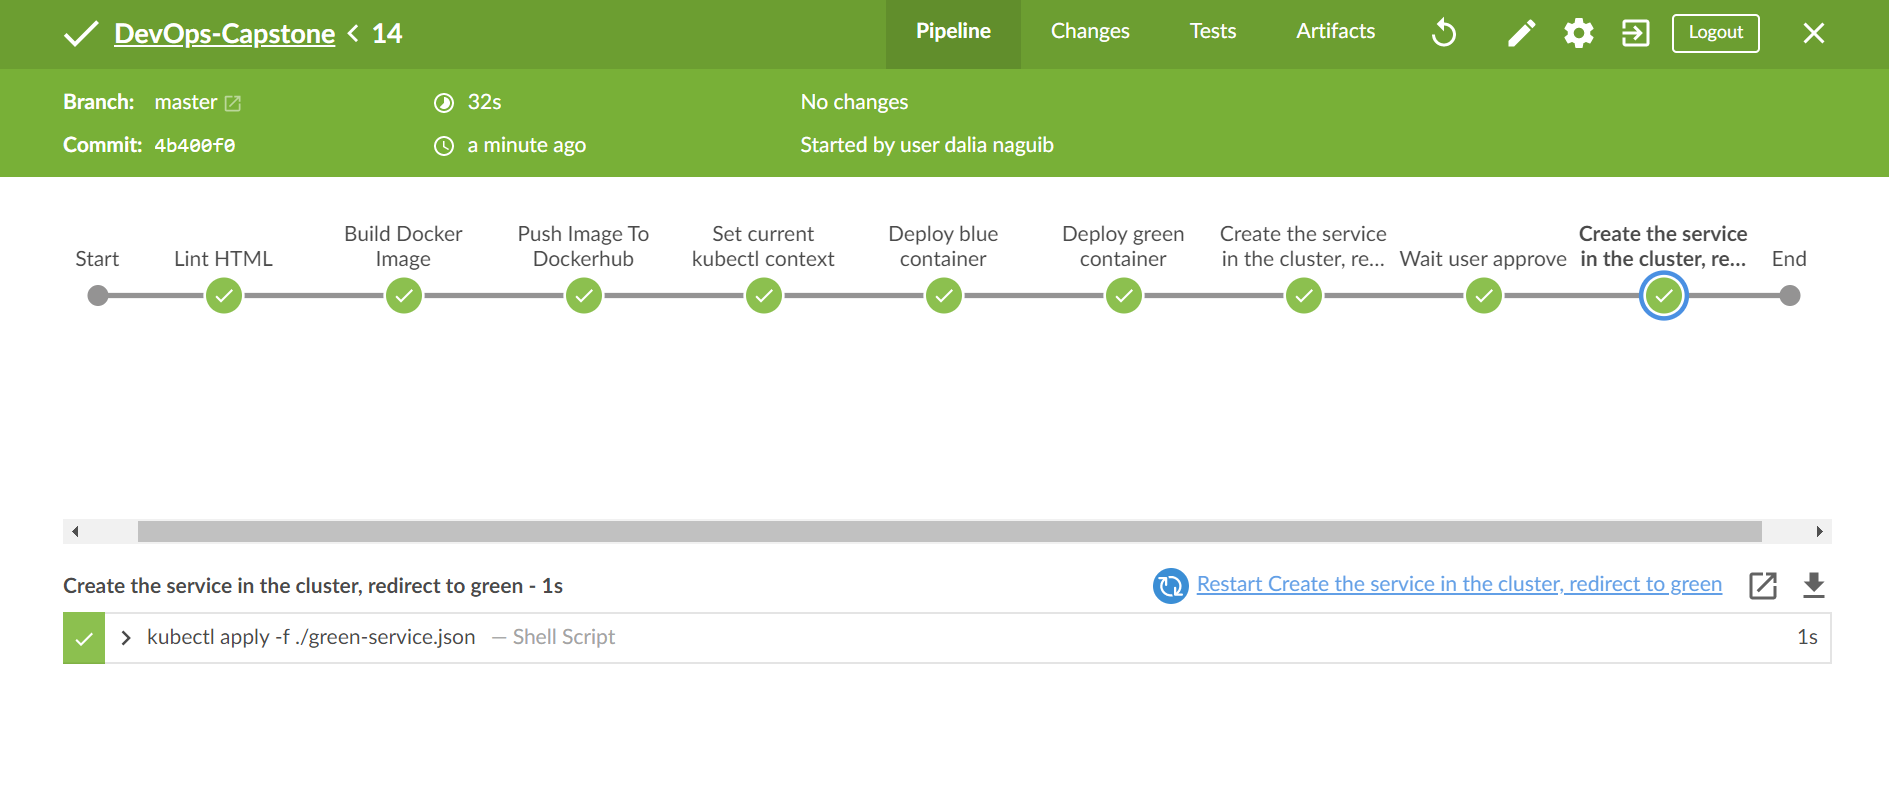 DevOps-Capstone < 14
Pipeline
Changes
Tests
Artifacts
Logout
Branch: master
32s
No changes
Commit: 4b400f0
a minute ago
Started by user dalia naguib
Start
Lint HTML
Build Docker
Image
Push Image To
Dockerhub
Set current
kubectl context
Deploy blue
container
Deploy green
container
Create the service
in the cluster, re...
Wait user approve
Create the service
in the cluster, re...
End
Create the service in the cluster, redirect to green - 1s
Restart Create the service in the cluster, redirect to green
kubectl apply -f ./green-service.json — Shell Script
1s